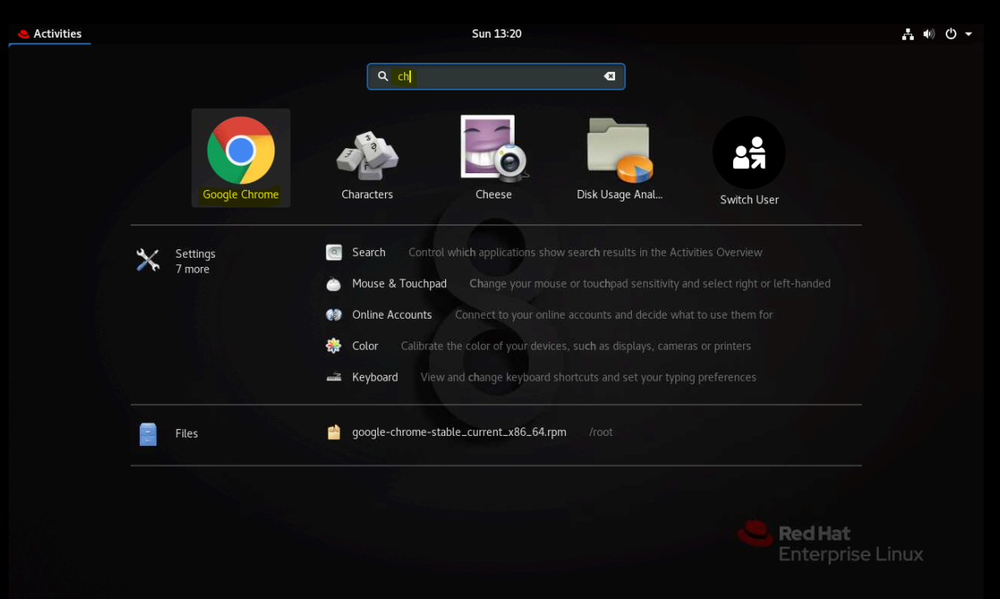 Activities
Sun 13:20
ch
Google Chrome
Characters
Cheese
Disk Usage Anal...
Switch User
Settings
7 more
Search Control which applications show search results in the Activities Overview
Mouse & Touchpad Change your mouse or touchpad sensitivity and select right or left-handed
Online Accounts Connect to your online accounts and decide what to use them for
Color Calibrate the color of your devices, such as displays, cameras or printers
Keyboard View and change keyboard shortcuts and set your typing preferences
Files
google-chrome-stable_current_x86_64.rpm /root
8
Red Hat
Enterprise Linux